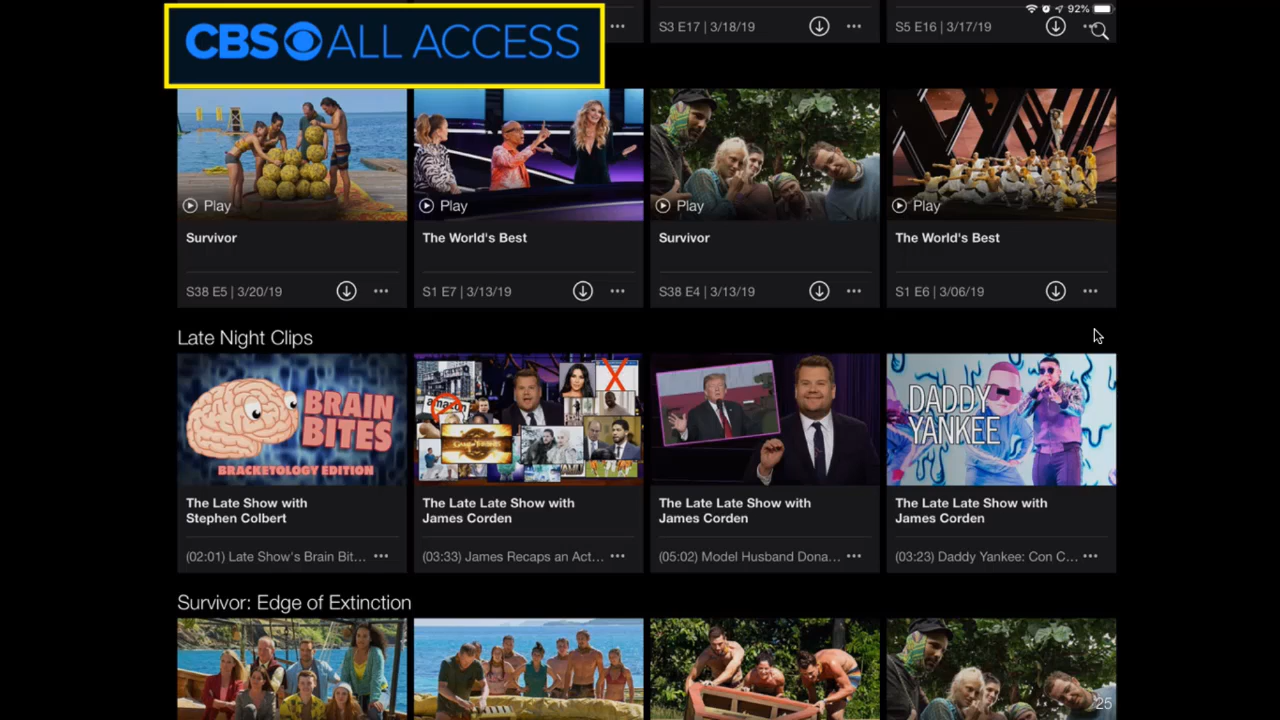 92%
CBS ALL ACCESS
S3 E17 | 3/18/19
S5 E16 | 3/17/19
Play
Play
Play
Play
Survivor
The World's Best
Survivor
The World's Best
S38 E5 | 3/20/19
S1 E7 | 3/13/19
S38 E4 | 3/13/19
S1 E6 | 3/06/19
Late Night Clips
BRAIN
BITES
BRACKETOLOGY EDITION
amazon
DADDY
YANKEE
The Late Show with
Stephen Colbert
The Late Late Show with
James Corden
The Late Late Show with
James Corden
The Late Late Show with
James Corden
(02:01) Late Show's Brain Bit...
(03:33) James Recaps an Act...
(05:02) Model Husband Dona...
(03:23) Daddy Yankee: Con C...
Survivor: Edge of Extinction
25